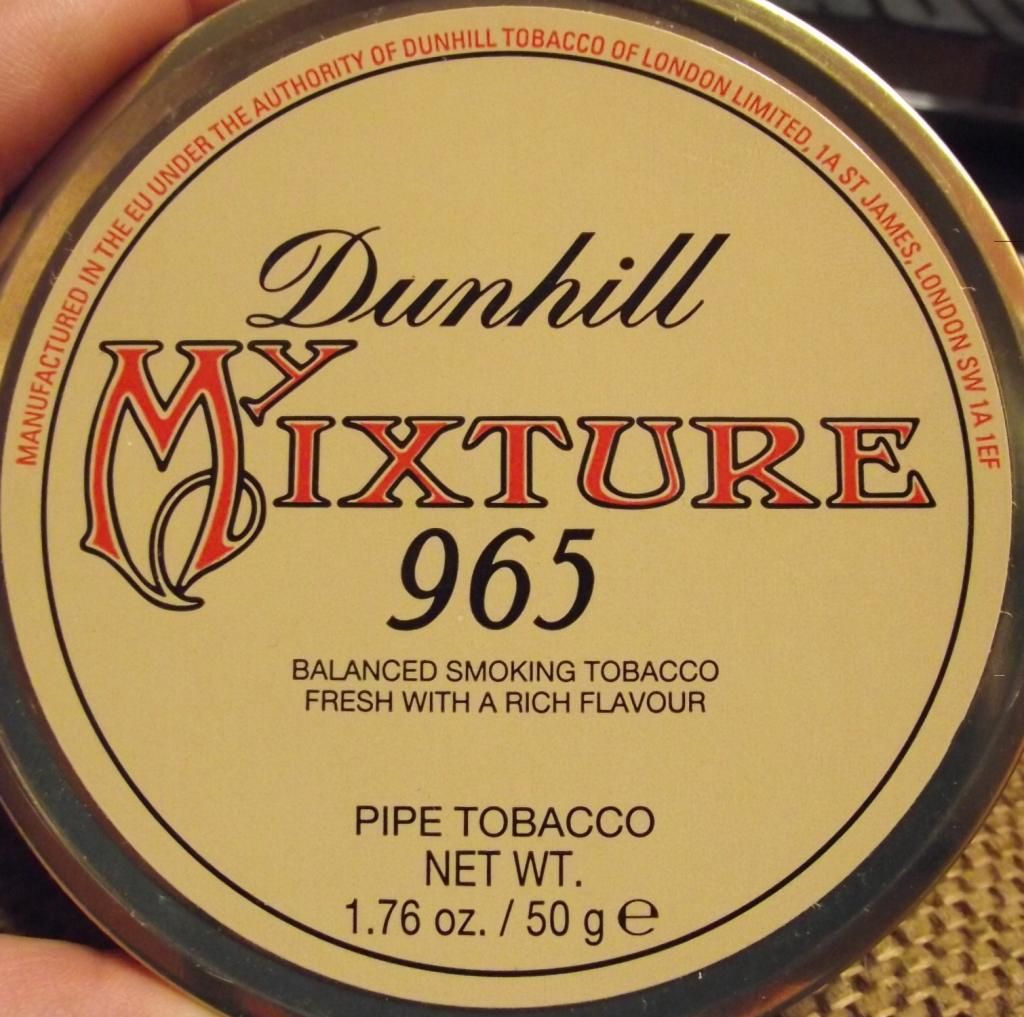 MANUFACTURED IN THE EU UNDER THE AUTHORITY OF DUNHILL TOBACCO OF LONDON LIMITED, 1A ST JAMES, LONDON SW 1A 1EF
Dunhill
MY MIXTURE
965
BALANCED SMOKING TOBACCO
FRESH WITH A RICH FLAVOUR
PIPE TOBACCO
NET WT.
1.76 oz. / 50 g ℮